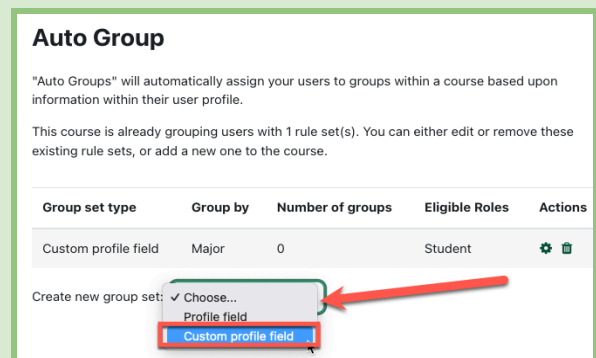 Auto Group
"Auto Groups" will automatically assign your users to groups within a course based upon
information within their user profile.
This course is already grouping users with 1 rule set(s). You can either edit or remove these
existing rule sets, or add a new one to the course.
Group set type Group by Number of groups Eligible Roles Actions
Custom profile field Major 0 Student
Create new group set: ✓ Choose...
Profile field
Custom profile field